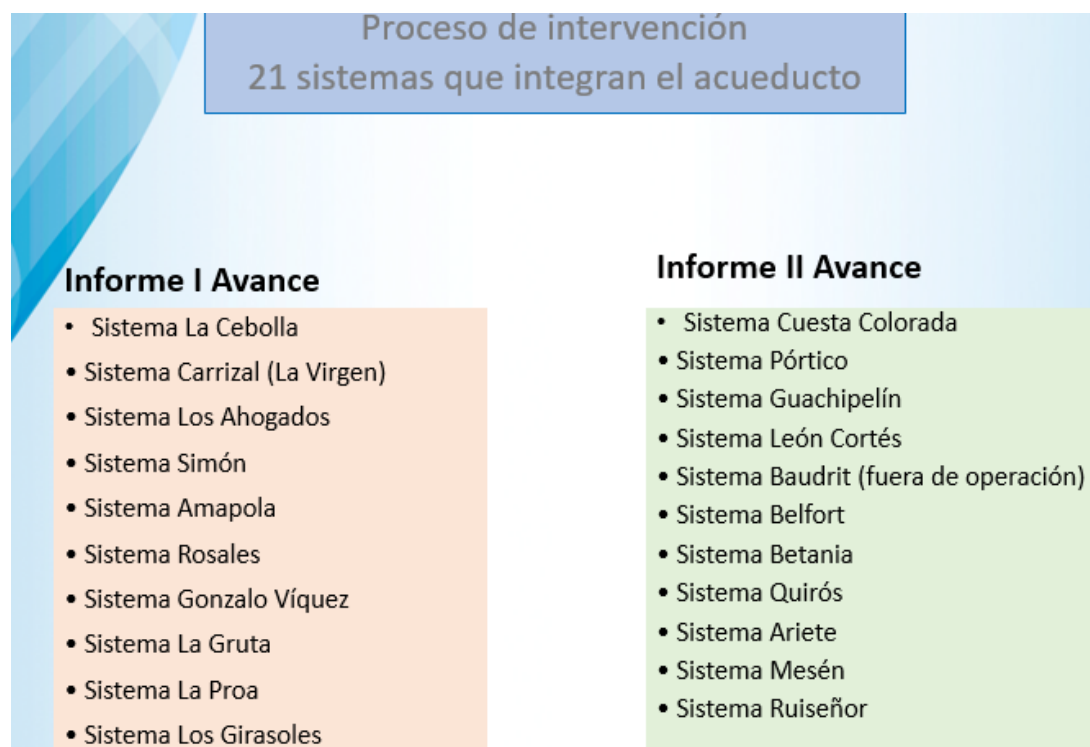 Proceso de intervención
21 sistemas que integran el acueducto
Informe I Avance
• Sistema La Cebolla
• Sistema Carrizal (La Virgen)
• Sistema Los Ahogados
• Sistema Simón
• Sistema Amapola
• Sistema Rosales
• Sistema Gonzalo Víquez
• Sistema La Gruta
• Sistema La Proa
• Sistema Los Girasoles
Informe II Avance
• Sistema Cuesta Colorada
• Sistema Pórtico
• Sistema Guachipelín
• Sistema León Cortés
• Sistema Baudrit (fuera de operación)
• Sistema Belfort
• Sistema Betania
• Sistema Quirós
• Sistema Ariete
• Sistema Mesén
• Sistema Ruiseñor